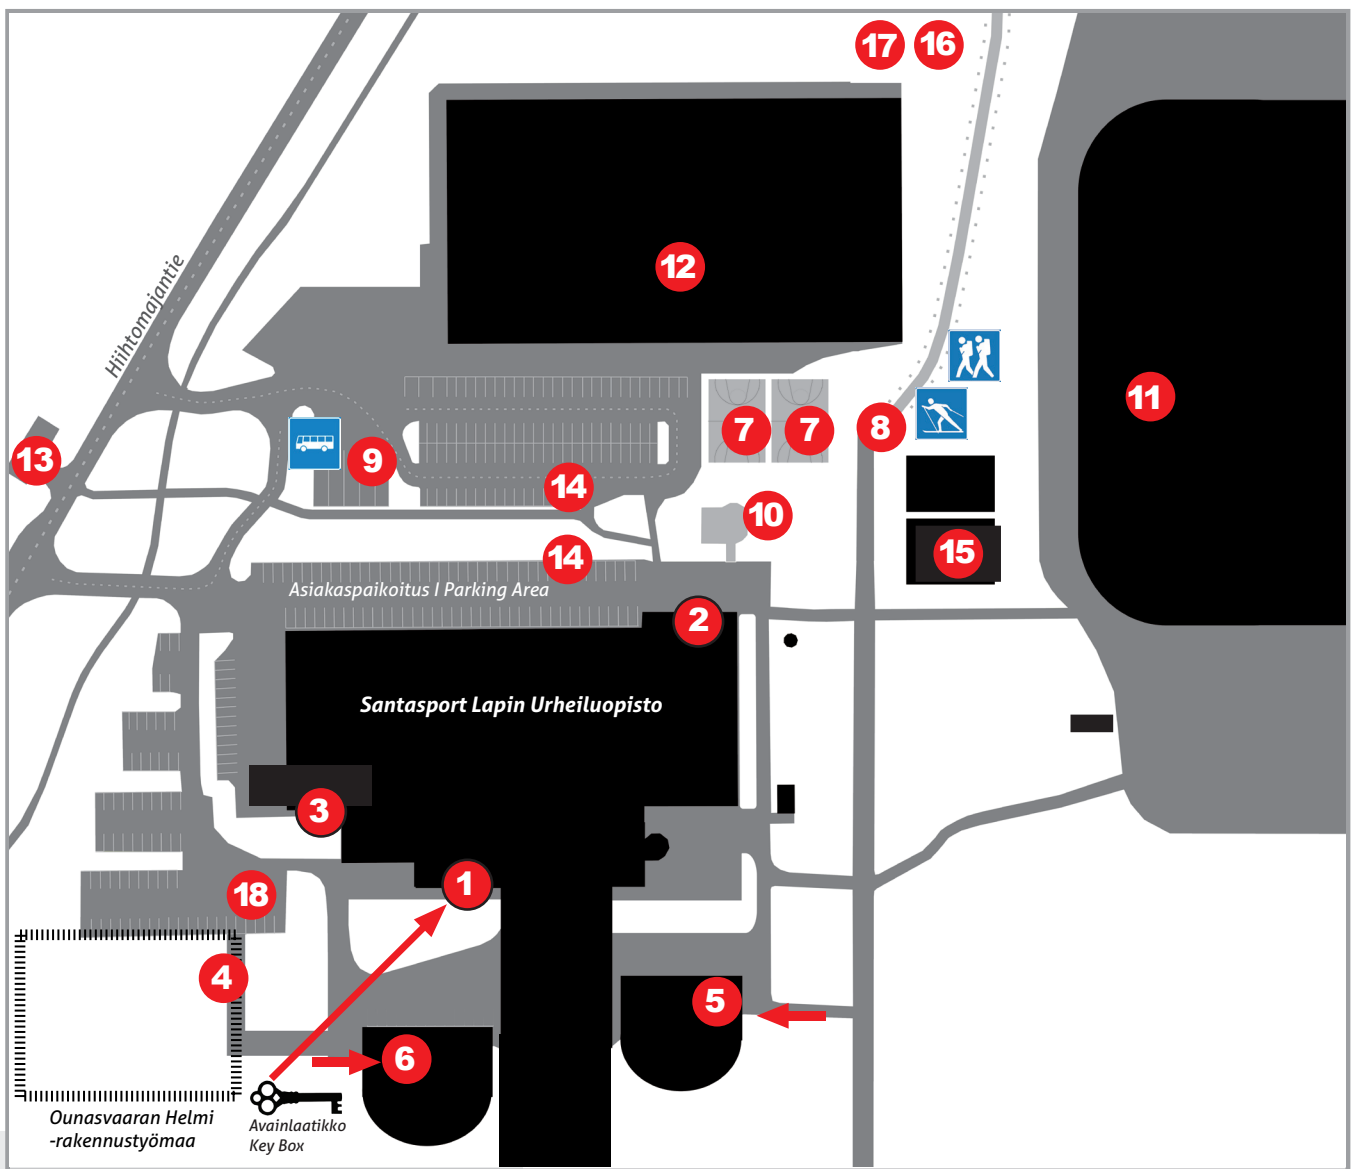 17 16
12
Hiihtomajantie
11
7 7 8
13 9
14
10
14
15
Asiakaspaikoitus I Parking Area
2
Santasport Lapin Urheiluopisto
3
1
18
4
5
6
Ounasvaaran Helmi
-rakennustyömaa
Avainlaatikko
Key Box